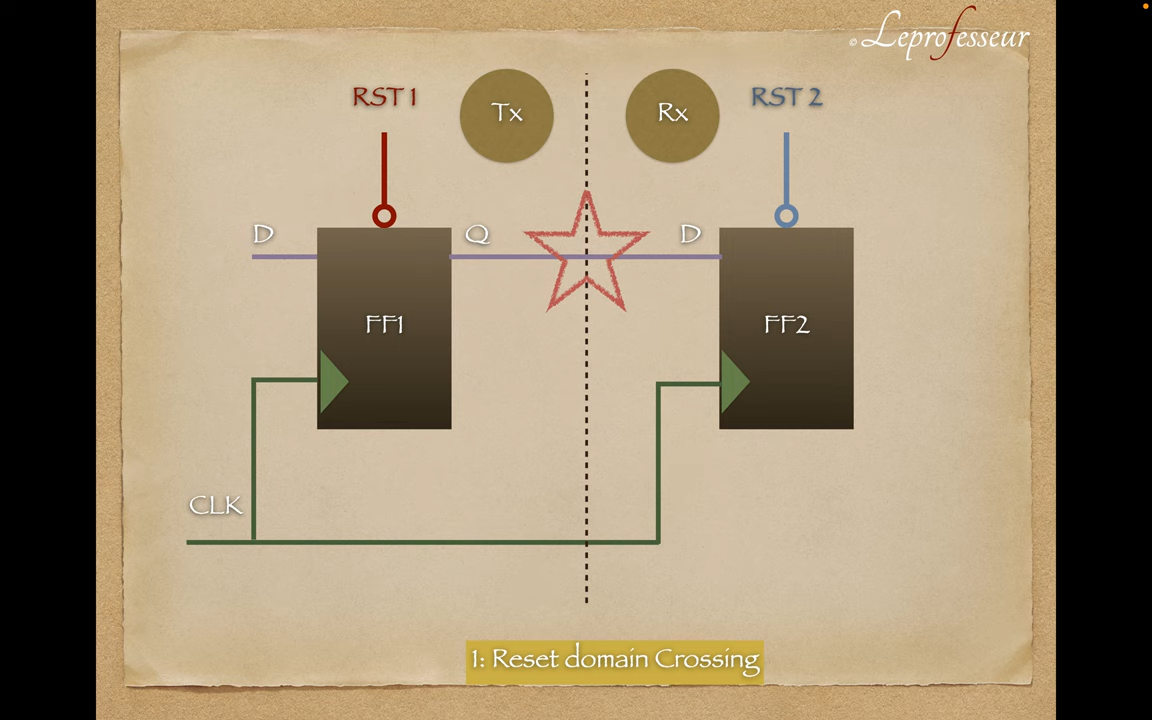 © Leprofesseur
RST 1
Tx
Rx
RST 2
D
Q
D
FF1
FF2
CLK
1: Reset domain Crossing